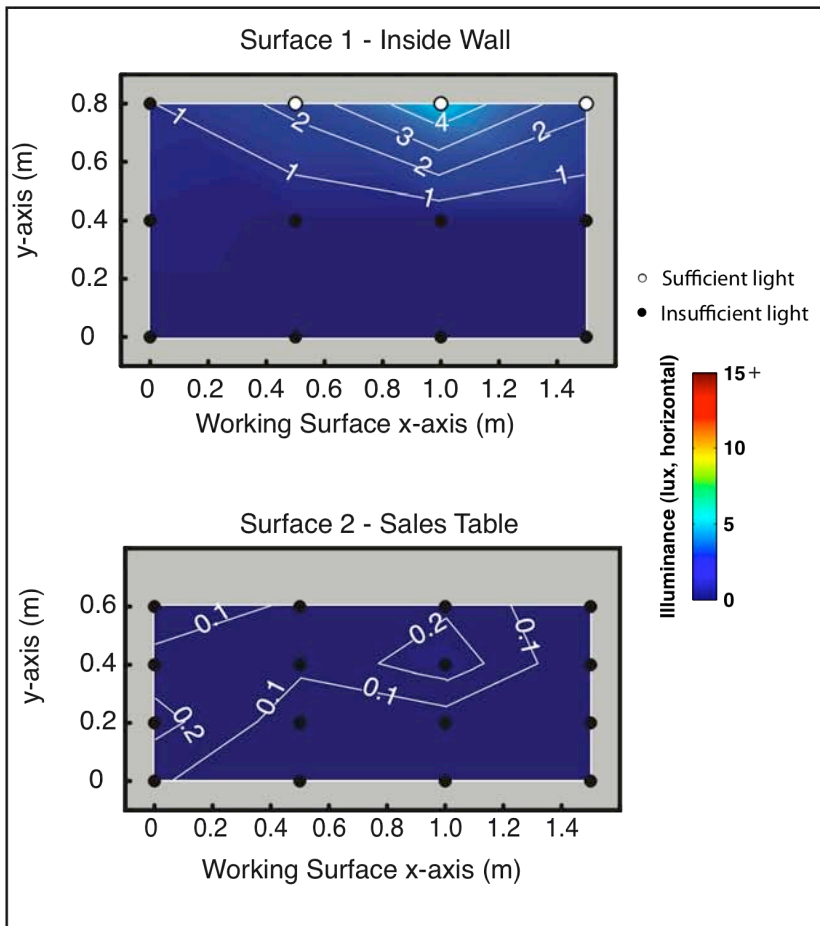 Surface 1 - Inside Wall
y-axis (m)
0.8
0.6
0.4
0.2
0
1
2
3
4
2
2
1
1
1
0 0.2 0.4 0.6 0.8 1.0 1.2 1.4
Working Surface x-axis (m)
Sufficient light
Insufficient light
Illuminance (lux, horizontal)
15+
10
5
0
Surface 2 - Sales Table
y-axis (m)
0.6
0.4
0.2
0
0.1
0.2
0.1
0.1
0.1
0.2
0 0.2 0.4 0.6 0.8 1.0 1.2 1.4
Working Surface x-axis (m)